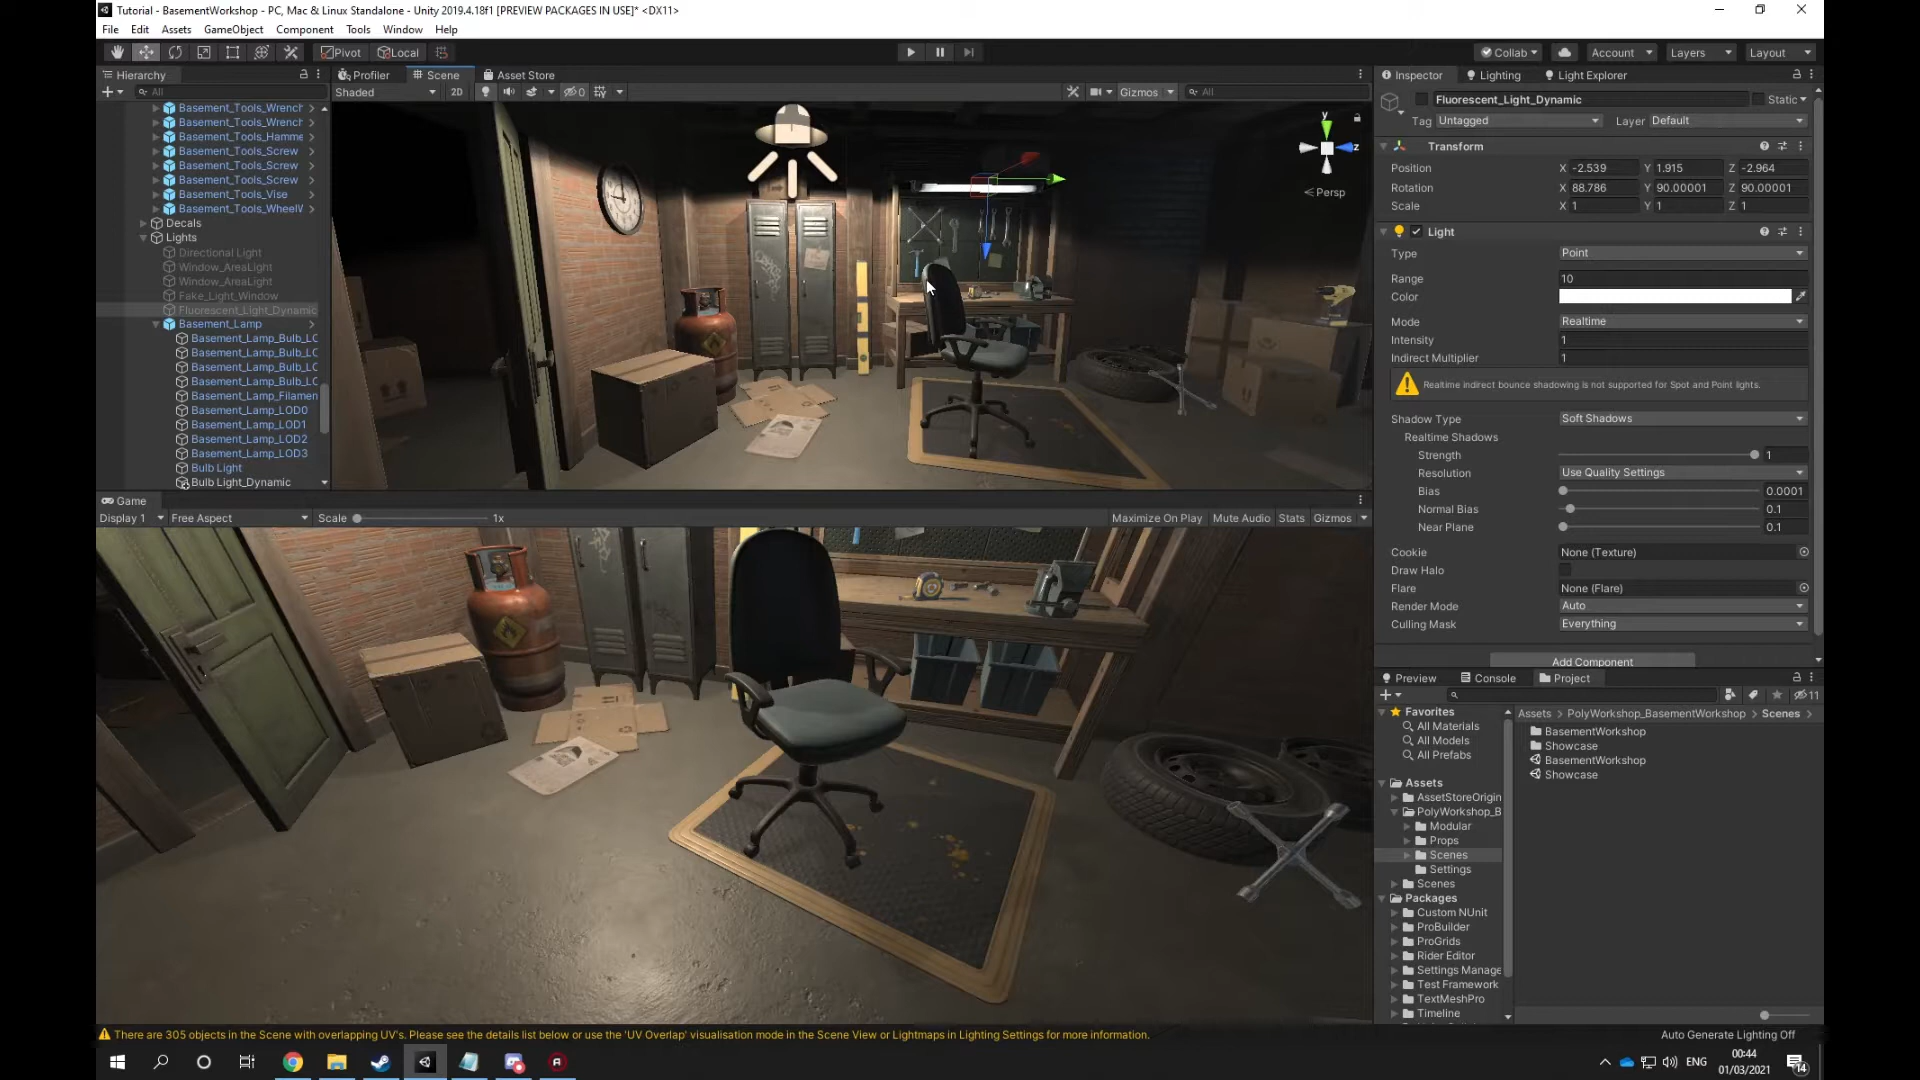 Tutorial - BasementWorkshop - PC, Mac & Linux Standalone - Unity 2019.4.18f1 [PREVIEW PACKAGES IN USE]* <DX11>
File Edit Assets GameObject Component Tools Window Help
Pivot Local Collab Account Layers Layout
Hierarchy
All
Basement_Tools_Wrench
Basement_Tools_Wrench
Basement_Tools_Hamme
Basement_Tools_Screw
Basement_Tools_Screw
Basement_Tools_Screw
Basement_Tools_Vise
Basement_Tools_WheelW
Decals
Lights
Directional Light
Window_AreaLight
Window_AreaLight
Fake_Light_Window
Fluorescent_Light_Dynamic
Basement_Lamp
Basement_Lamp_Bulb_LO
Basement_Lamp_Bulb_LO
Basement_Lamp_Bulb_LO
Basement_Lamp_Bulb_LO
Basement_Lamp_Filamen
Basement_Lamp_LOD0
Basement_Lamp_LOD1
Basement_Lamp_LOD2
Basement_Lamp_LOD3
Bulb Light
Bulb Light_Dynamic
Profiler Scene Asset Store
Shaded 2D 0 Gizmos All
y
z
Persp
Game
Display 1 Free Aspect Scale 1x Maximize On Play Mute Audio Stats Gizmos
Inspector Lighting Light Explorer
Fluorescent_Light_Dynamic Static
Tag Untagged Layer Default
Transform
Position X -2.539 Y 1.915 Z -2.964
Rotation X 88.786 Y 90.00001 Z 90.00001
Scale X 1 Y 1 Z 1
Light
Type Point
Range 10
Color
Mode Realtime
Intensity 1
Indirect Multiplier 1
Realtime indirect bounce shadowing is not supported for Spot and Point lights.
Shadow Type Soft Shadows
Realtime Shadows
Strength 1
Resolution Use Quality Settings
Bias 0.0001
Normal Bias 0.1
Near Plane 0.1
Cookie None (Texture)
Draw Halo
Flare None (Flare)
Render Mode Auto
Culling Mask Everything
Add Component
Preview Console Project
11
Favorites
All Materials
All Models
All Prefabs
Assets
AssetStoreOrigin
PolyWorkshop_B
Modular
Props
Scenes
Settings
Scenes
Packages
Custom NUnit
ProBuilder
ProGrids
Rider Editor
Settings Manage
Test Framework
TextMeshPro
Timeline
Assets > PolyWorkshop_BasementWorkshop > Scenes >
BasementWorkshop
Showcase
BasementWorkshop
Showcase
There are 305 objects in the Scene with overlapping UV's. Please see the details list below or use the 'UV Overlap' visualisation mode in the Scene View or Lightmaps in Lighting Settings for more information.
Auto Generate Lighting Off
ENG
00:44
01/03/2021
14